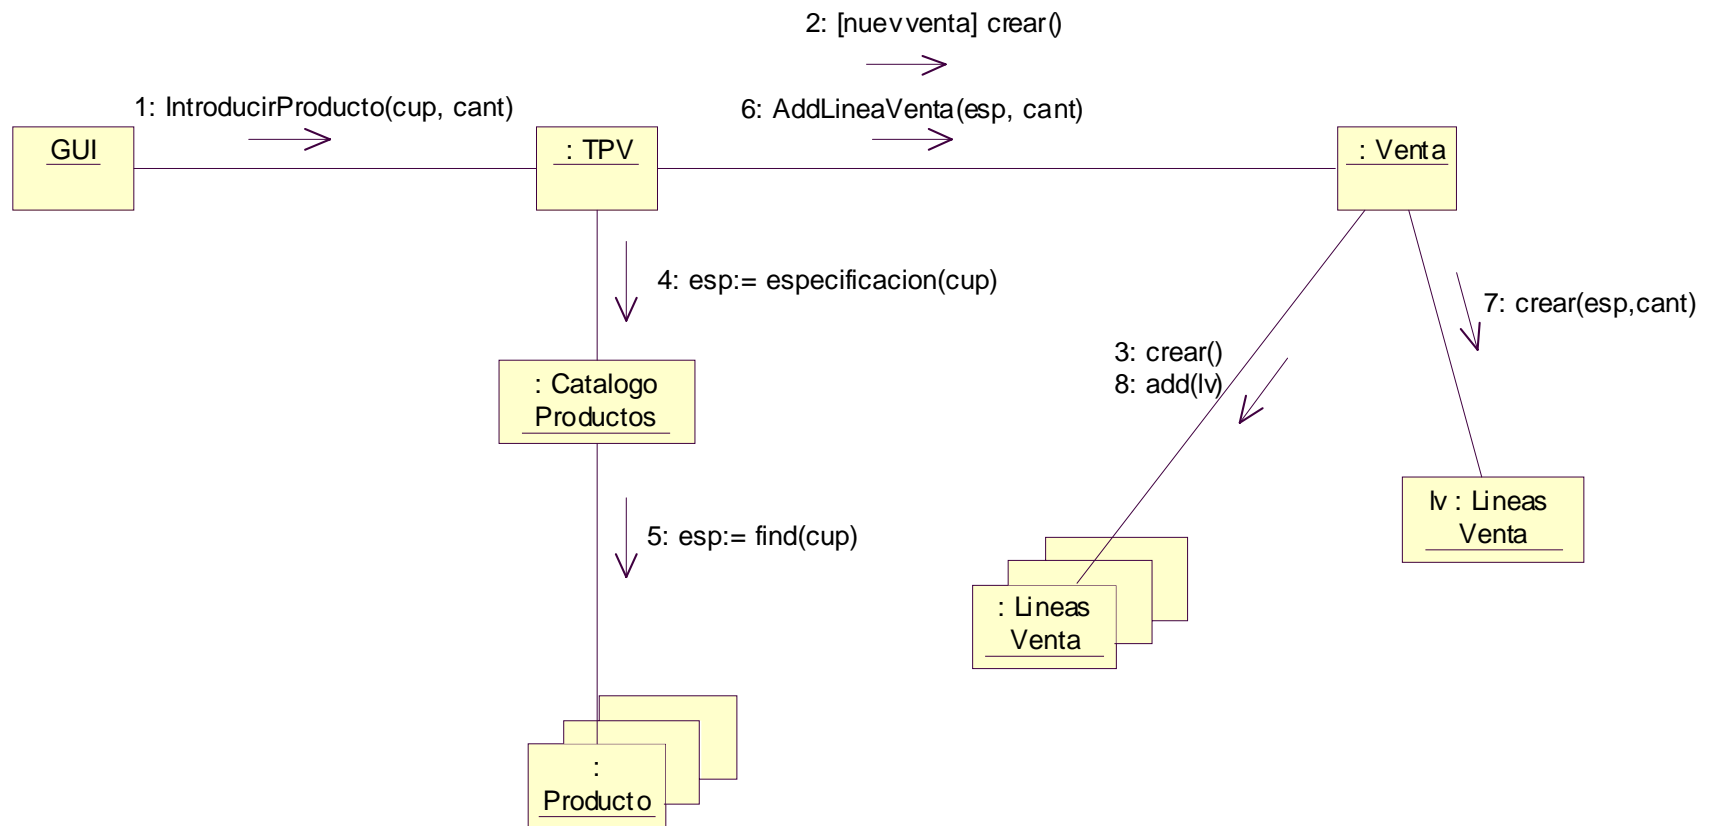 2: [nuevventa] crear()
1: IntroducirProducto(cup, cant)
6: AddLineaVenta(esp, cant)
GUI
: TPV
: Venta
4: esp:= especificacion(cup)
7: crear(esp,cant)
3: crear()
8: add(lv)
: Catalogo
Productos
lv : Lineas
Venta
5: esp:= find(cup)
: Lineas
Venta
:
Producto